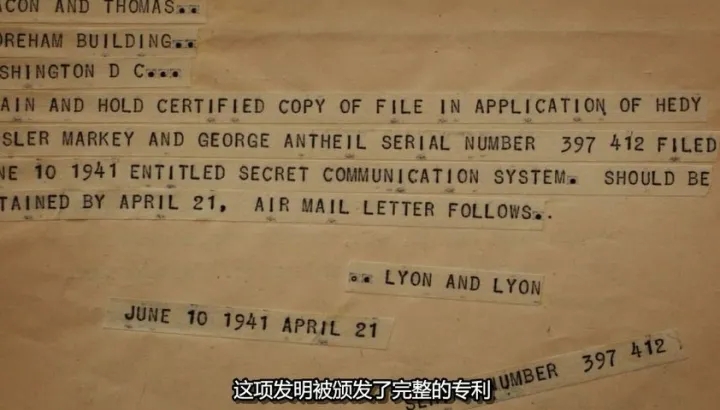 ACON AND THOMAS..
OREHAM BUILDING..
SHINGTON D C...
AIN AND HOLD CERTIFIED COPY OF FILE IN APPLICATION OF HEDY
SLER MARKEY AND GEORGE ANTHEIL SERIAL NUMBER 397 412 FILED
NE 10 1941 ENTITLED SECRET COMMUNICATION SYSTEM. SHOULD BE
TAINED BY APRIL 21, AIR MAIL LETTER FOLLOWS..
.. LYON AND LYON
JUNE 10 1941 APRIL 21
NUMBER 397 412
这项发明被颁发了完整的专利